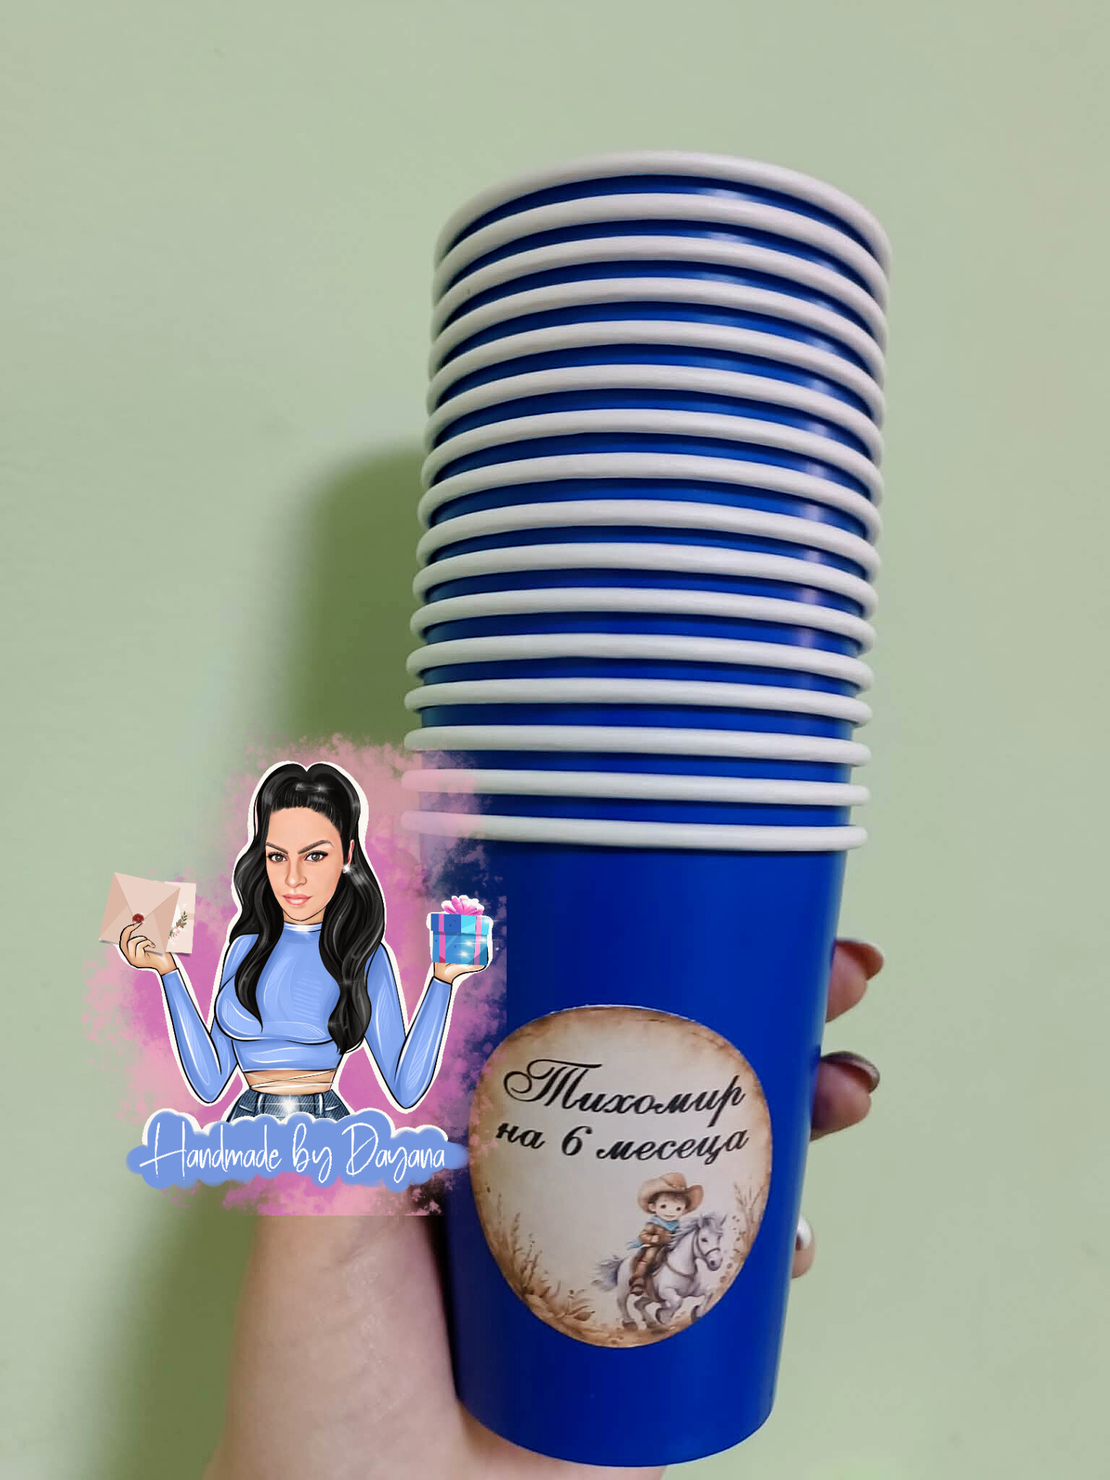 Тихомир
на 6 месеца
Handmade by Dayana